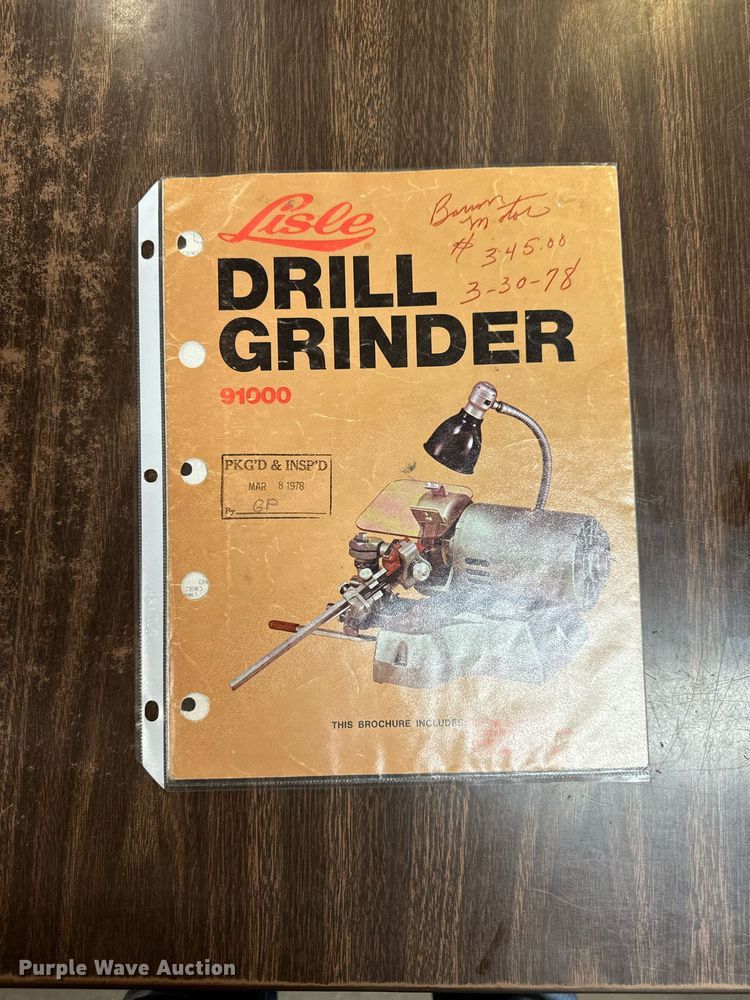 Lisle®
Barron
Motor
# 345.00
3-30-78
DRILL
GRINDER
91000
PKG'D & INSP'D
MAR 8 1978
By GP
THIS BROCHURE INCLUDES
Purple Wave Auction